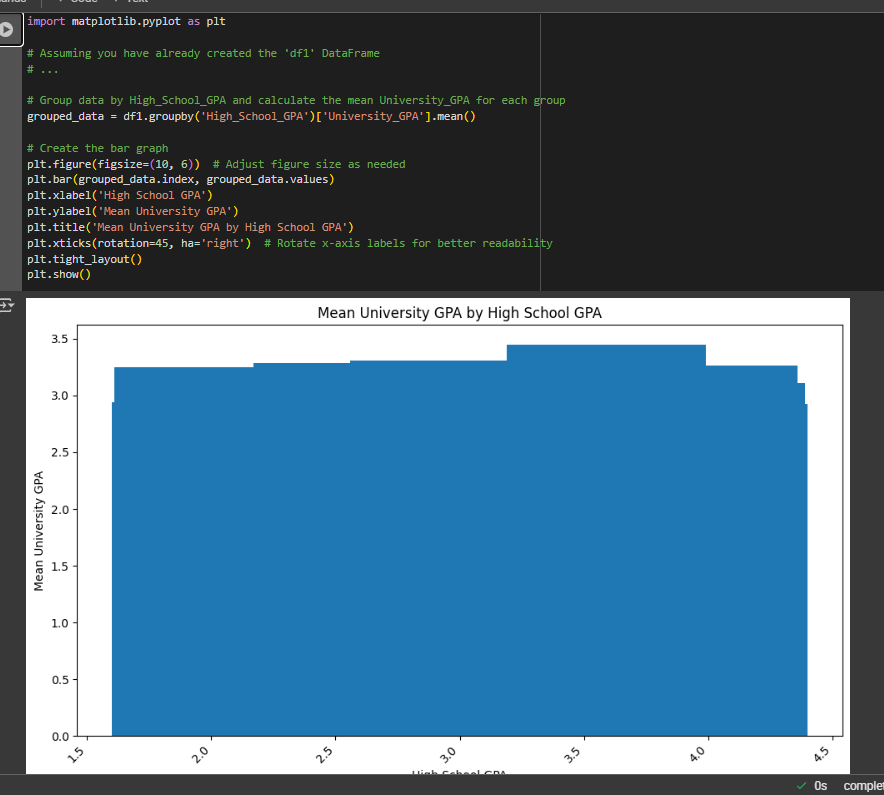 import matplotlib.pyplot as plt
# Assuming you have already created the 'df1' DataFrame
# ...
# Group data by High_School_GPA and calculate the mean University_GPA for each group
grouped_data = df1.groupby('High_School_GPA')['University_GPA'].mean()
# Create the bar graph
plt.figure(figsize=(10, 6))  # Adjust figure size as needed
plt.bar(grouped_data.index, grouped_data.values)
plt.xlabel('High School GPA')
plt.ylabel('Mean University GPA')
plt.title('Mean University GPA by High School GPA')
plt.xticks(rotation=45, ha='right')  # Rotate x-axis labels for better readability
plt.tight_layout()
plt.show()
Mean University GPA by High School GPA
3.5
3.0
2.5
2.0
1.5
1.0
0.5
0.0
Mean University GPA
1.5 2.0 2.5 3.0 3.5 4.0 4.5
High School GPA
0s